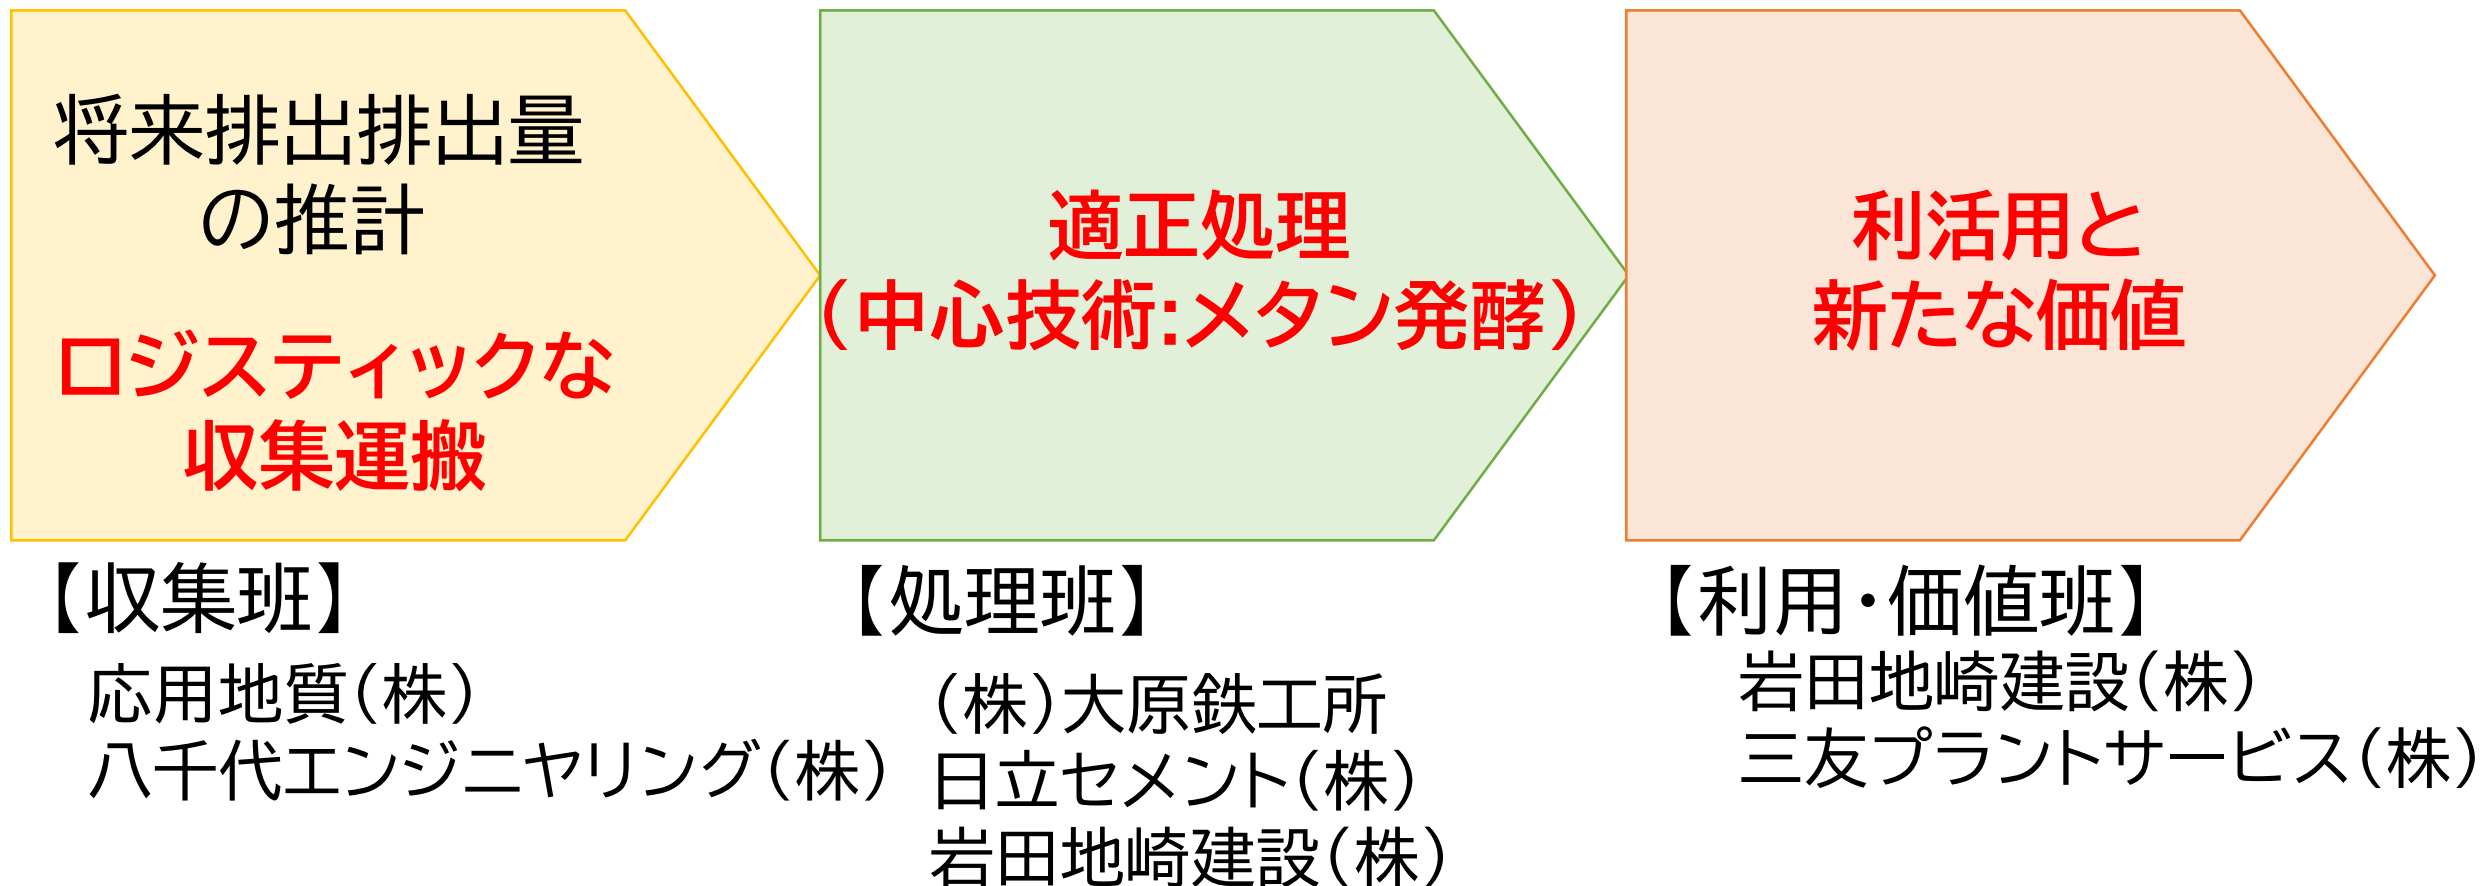 将来排出排出量
の推計
ロジスティックな
収集運搬
適正処理
（中心技術:メタン発酵）
利活用と
新たな価値
【収集班】
応用地質（株）
八千代エンジニヤリング（株）
【処理班】
（株）大原鉄工所
日立セメント（株）
岩田地崎建設（株）
【利用・価値班】
岩田地崎建設（株）
三友プラントサービス（株）